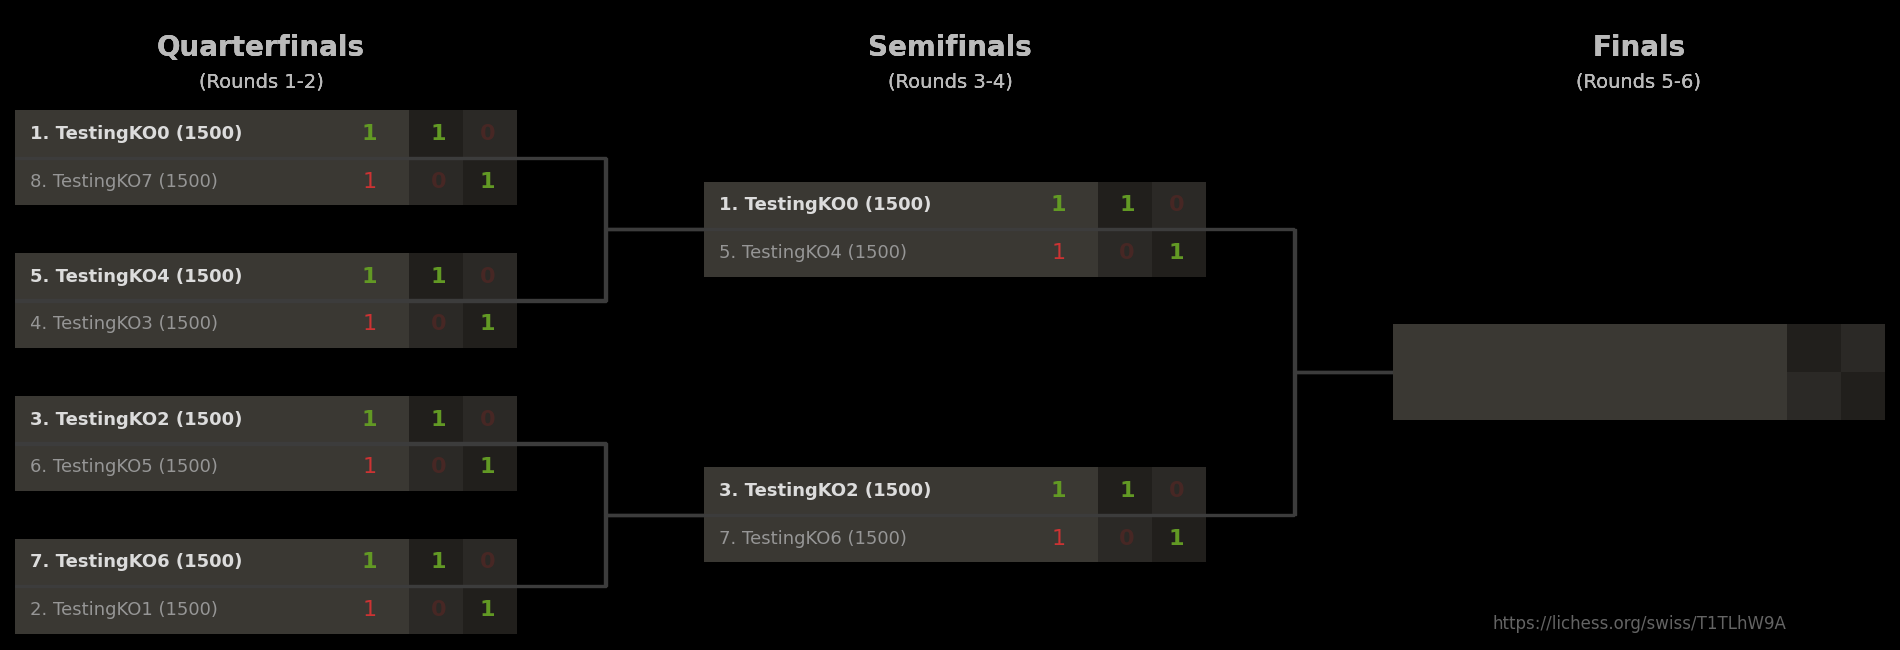 Quarterfinals
(Rounds 1-2)
1. TestingKO0 (1500) 1 1 0
8. TestingKO7 (1500) 1 0 1
5. TestingKO4 (1500) 1 1 0
4. TestingKO3 (1500) 1 0 1
3. TestingKO2 (1500) 1 1 0
6. TestingKO5 (1500) 1 0 1
7. TestingKO6 (1500) 1 1 0
2. TestingKO1 (1500) 1 0 1
Semifinals
(Rounds 3-4)
1. TestingKO0 (1500) 1 1 0
5. TestingKO4 (1500) 1 0 1
3. TestingKO2 (1500) 1 1 0
7. TestingKO6 (1500) 1 0 1
Finals
(Rounds 5-6)
https://lichess.org/swiss/T1TLhW9A